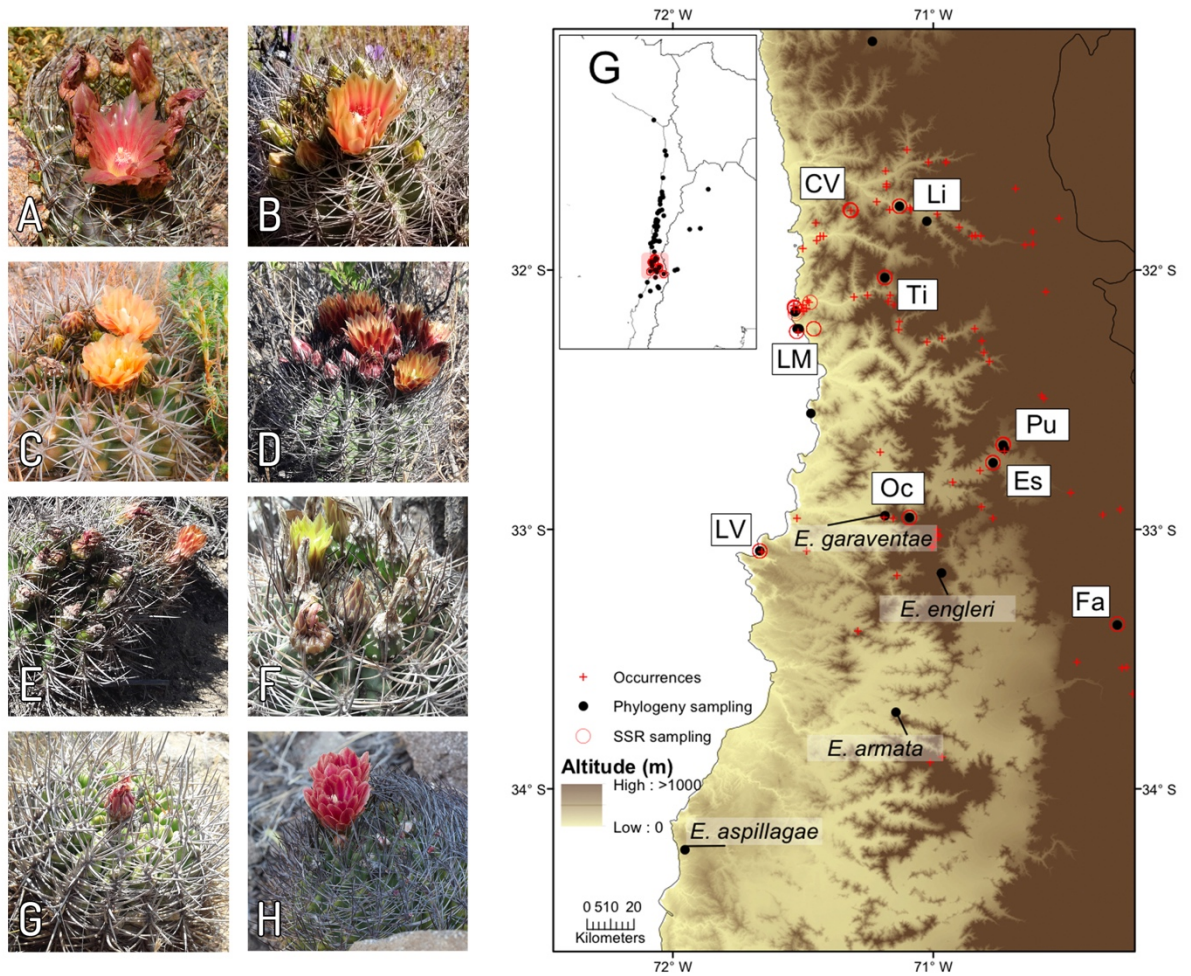 A
B
C
D
E
F
G
H
72° W
71° W
G
CV
Li
32° S
32° S
Ti
LM
Pu
Es
Oc
33° S
33° S
LV
E. garaventae
E. engleri
Fa
+ Occurrences
Phylogeny sampling
SSR sampling
E. armata
Altitude (m)
High : >1000
Low : 0
34° S
34° S
E. aspillagae
0 5 10 20
Kilometers
72° W
71° W